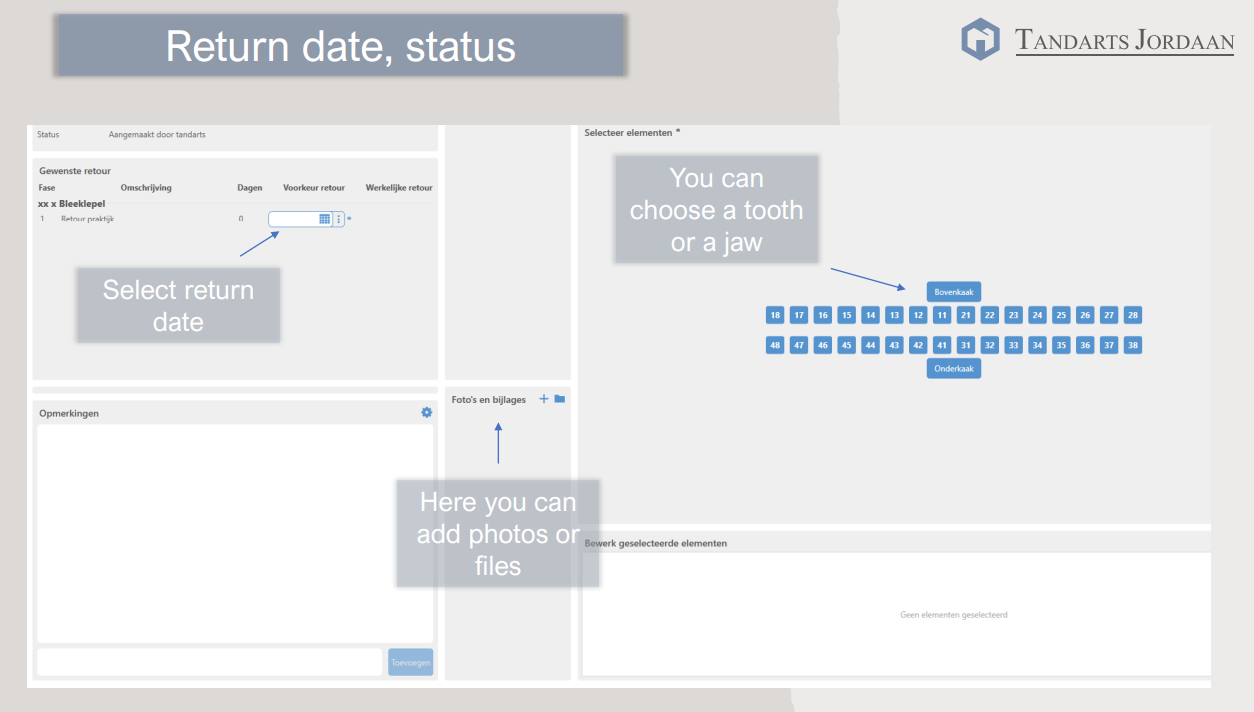 Return date, status
TANDARTS JORDAAN
Status Aangemaakt door tandarts
Gewenste retour
Fase Omschrijving Dagen Voorkeur retour Werkelijke retour
xx x Bleeklepel
1 Retour praktijk 0 *
Select return
date
Selecteer elementen *
You can
choose a tooth
or a jaw
Bovenkaak
18 17 16 15 14 13 12 11 21 22 23 24 25 26 27 28
48 47 46 45 44 43 42 41 31 32 33 34 35 36 37 38
Onderkaak
Opmerkingen
Toevoegen
Foto's en bijlages
Here you can
add photos or
files
Bewerk geselecteerde elementen
Geen elementen geselecteerd